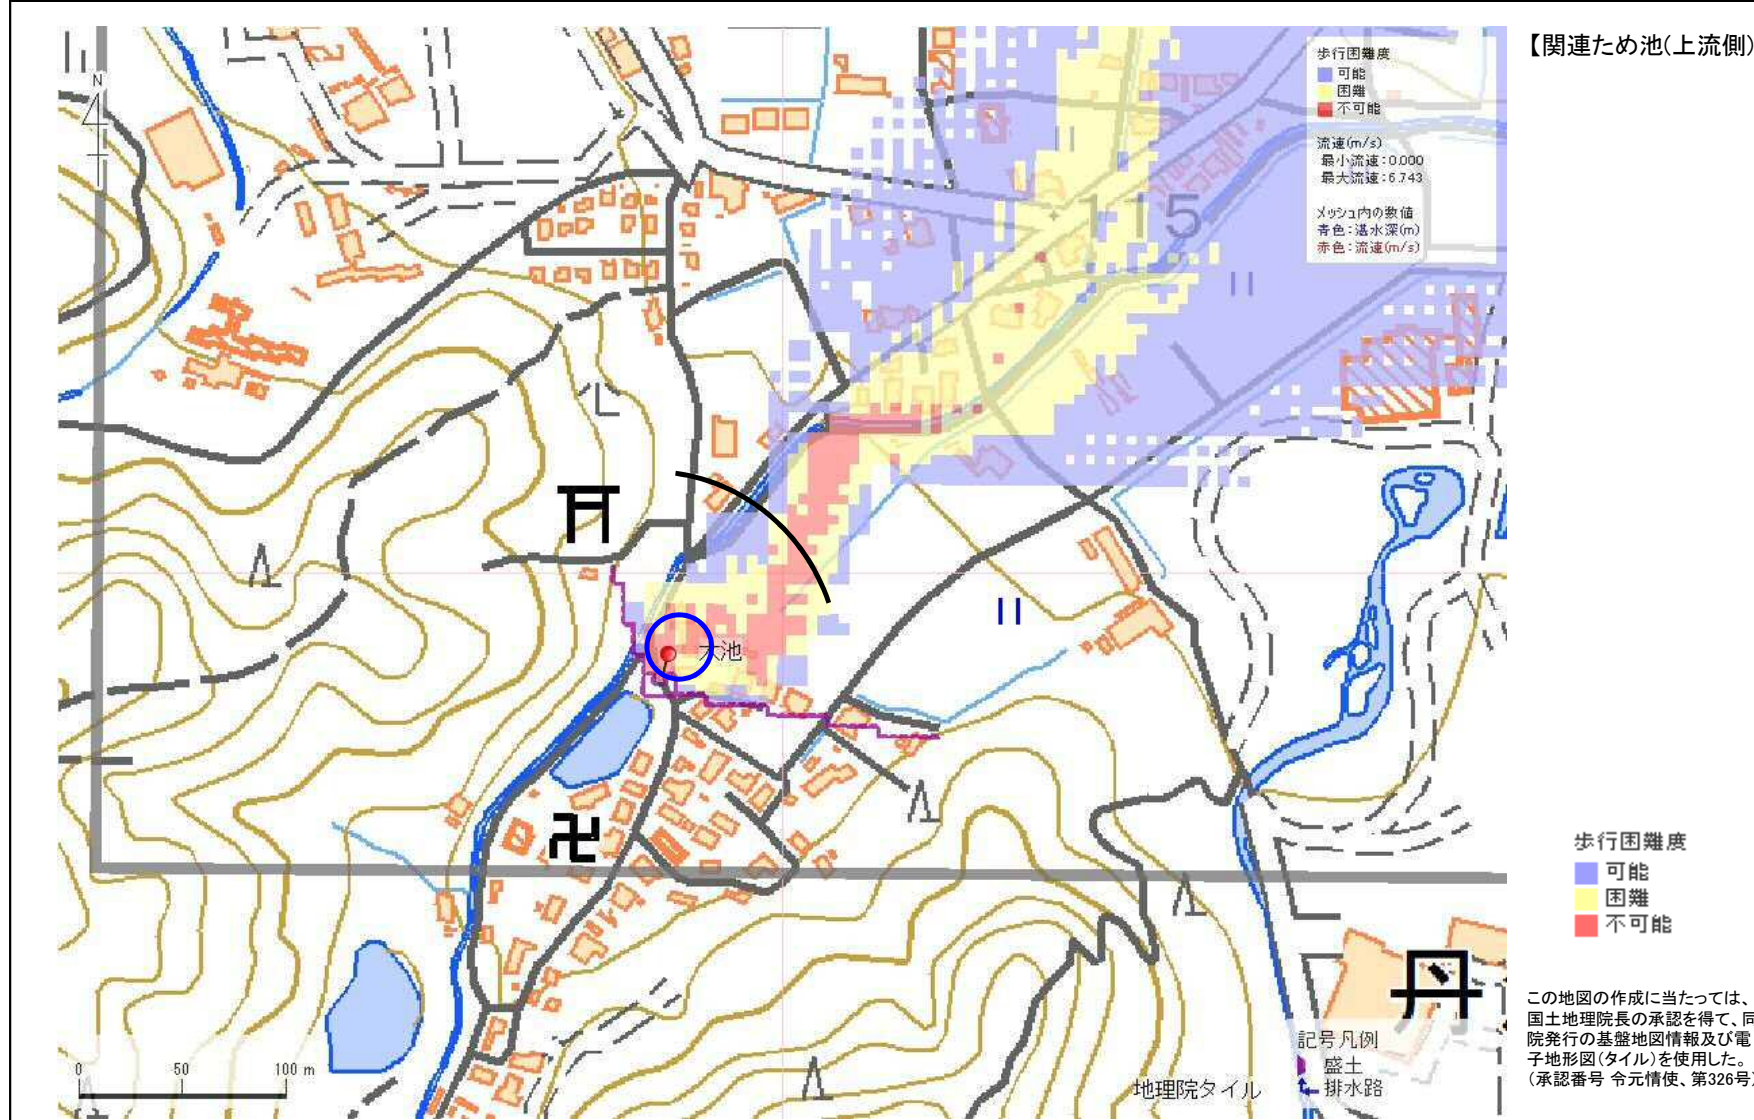 【関連ため池(上流側)
N
歩行困難度
可能
困難
不可能
流速(m/s)
最小流速:0.000
最大流速:6.743
メッシュ内の数値
青色:湛水深(m)
赤色:流速(m/s)
115
大池
歩行困難度
可能
困難
不可能
丹
この地図の作成に当たっては、
国土地理院長の承認を得て、同
院発行の基盤地図情報及び電
子地形図(タイル)を使用した。
(承認番号 令元情使、第326号)
記号凡例
盛土
排水路
地理院タイル
0 50 100 m